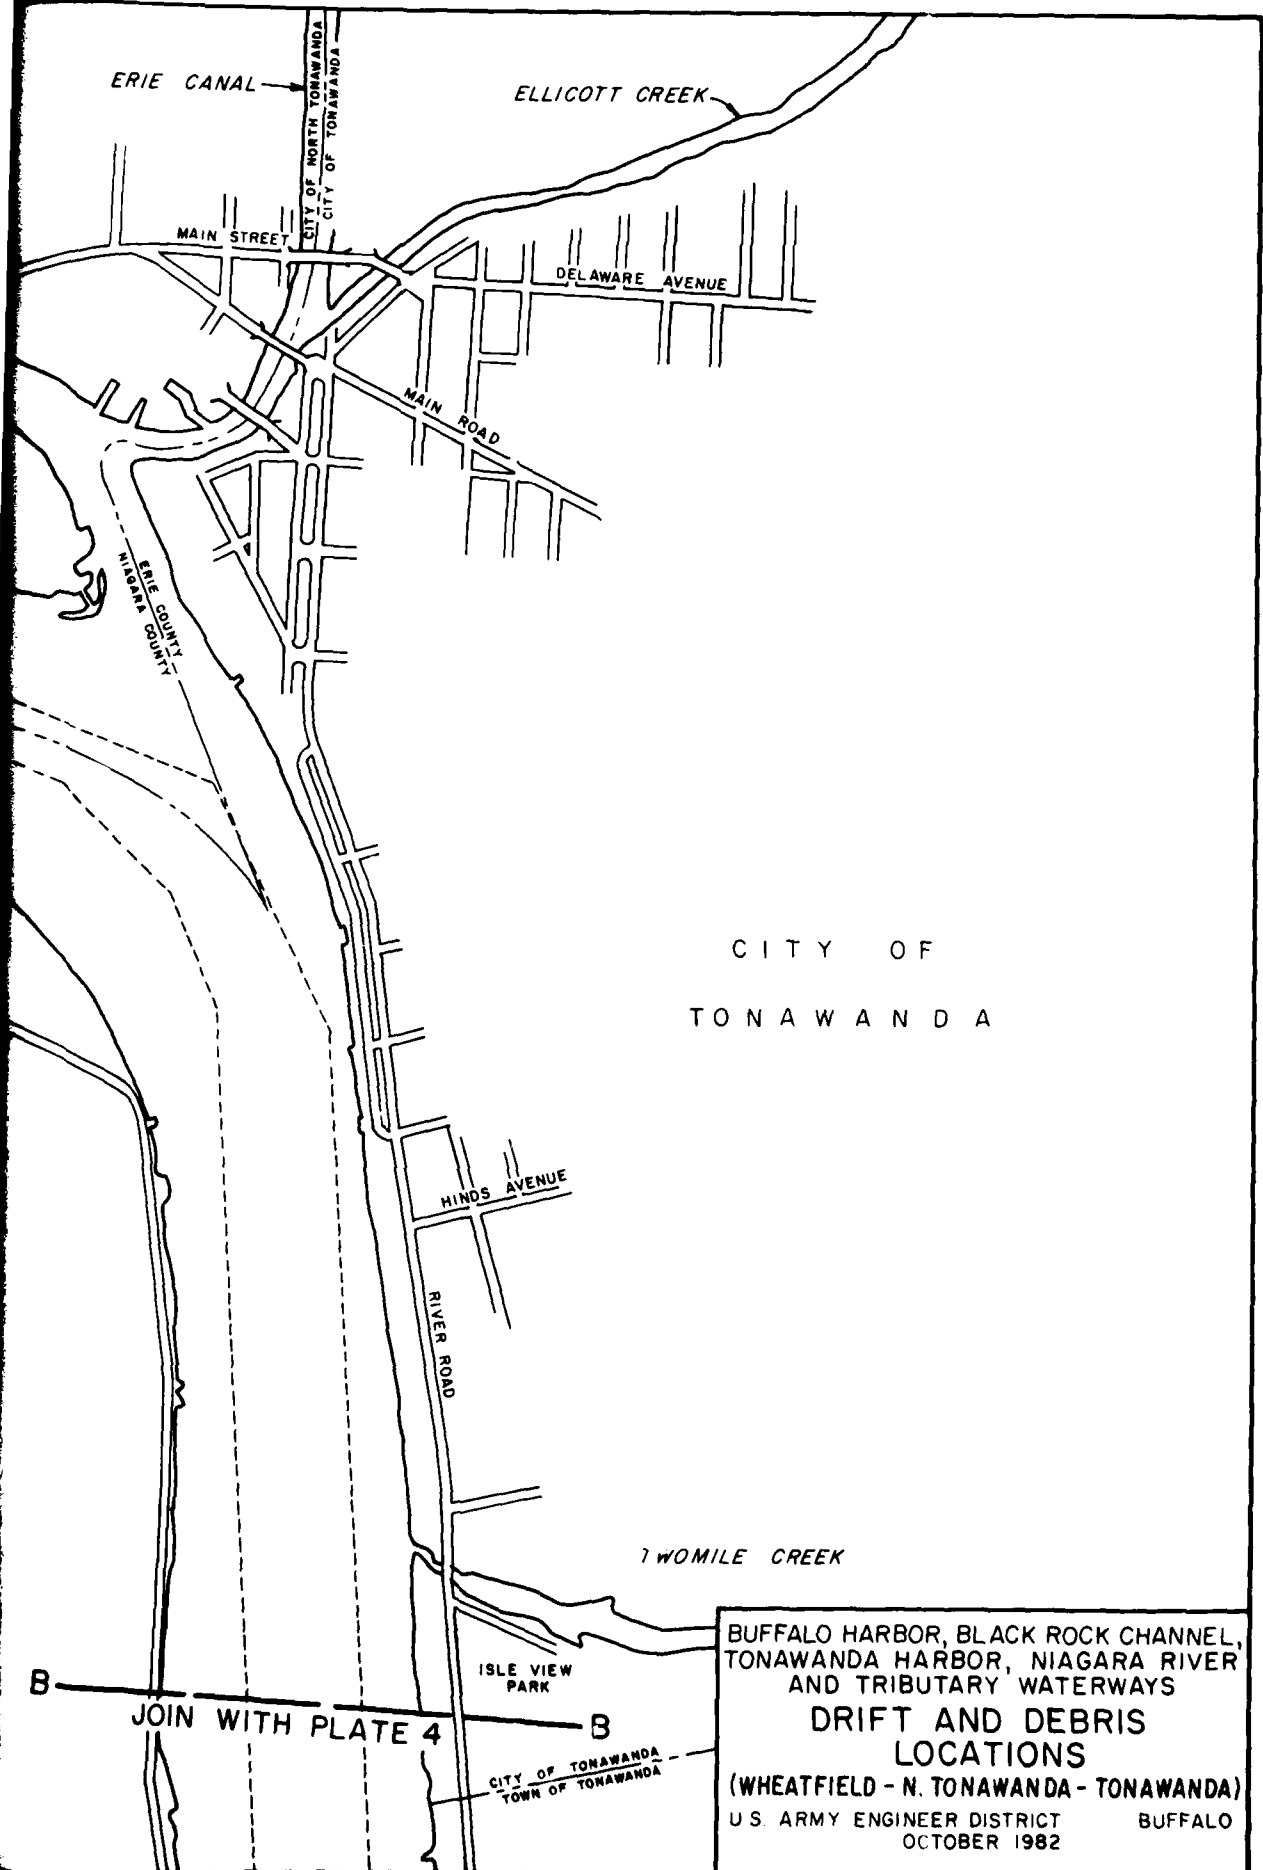 ERIE CANAL
CITY OF NORTH TONAWANDA
CITY OF TONAWANDA
ELLICOTT CREEK
MAIN STREET
DELAWARE AVENUE
MAIN ROAD
ERIE COUNTY
NIAGARA COUNTY
CITY OF
TONAWANDA
HINDS AVENUE
RIVER ROAD
TWOMILE CREEK
ISLE VIEW
PARK
B
B
JOIN WITH PLATE 4
CITY OF TONAWANDA
TOWN OF TONAWANDA
BUFFALO HARBOR, BLACK ROCK CHANNEL,
TONAWANDA HARBOR, NIAGARA RIVER
AND TRIBUTARY WATERWAYS
DRIFT AND DEBRIS
LOCATIONS
(WHEATFIELD - N. TONAWANDA - TONAWANDA)
U.S. ARMY ENGINEER DISTRICT BUFFALO
OCTOBER 1982